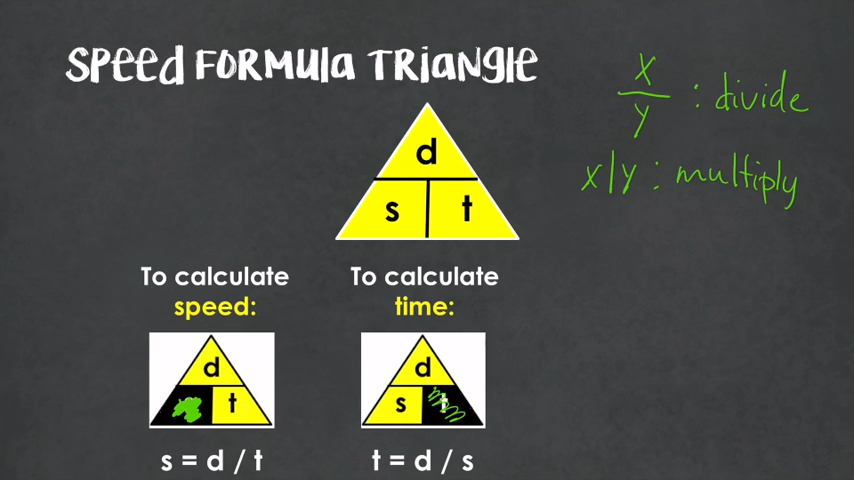 SPEED FORMULA TRIANGLE
X
Y
: divide
x|y : multiply
d
s t
To calculate
speed:
To calculate
time:
d
t
d
s t
s = d / t
t = d / s